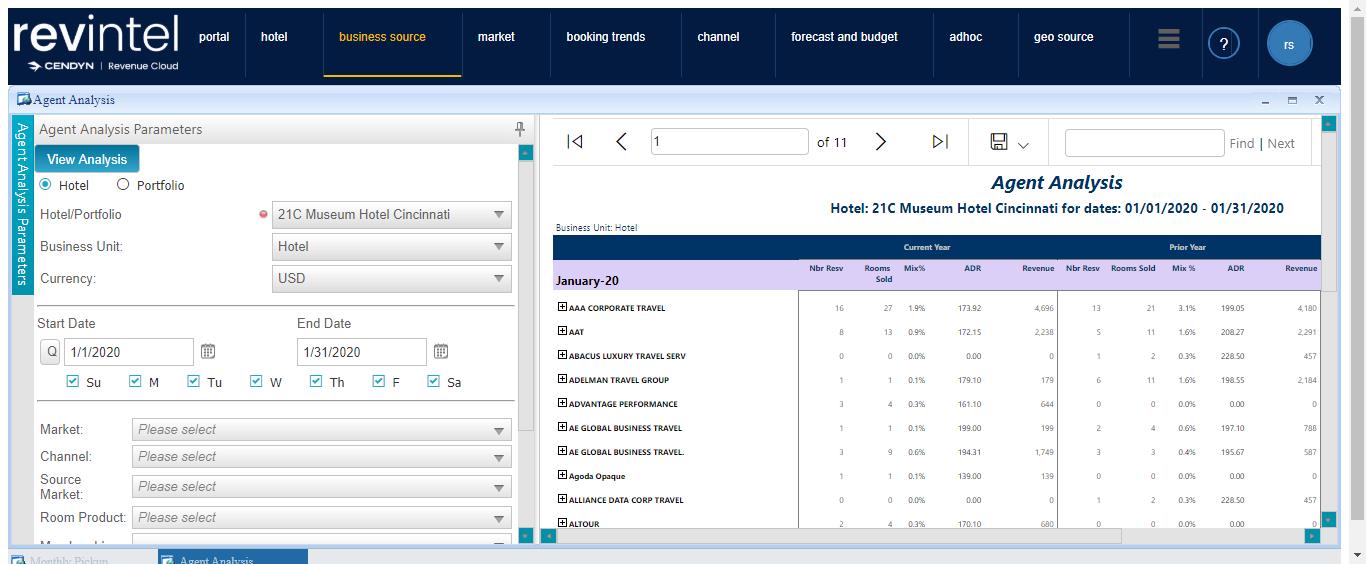 revintel
CENDYN | Revenue Cloud
portal hotel business source market booking trends channel forecast and budget adhoc geo source ? rs
Agent Analysis
Agent Analysis Parameters
Agent Analysis Parameters
View Analysis
Hotel Portfolio
Hotel/Portfolio 21C Museum Hotel Cincinnati
Business Unit: Hotel
Currency: USD
Start Date End Date
Q 1/1/2020 1/31/2020
Su M Tu W Th F Sa
Market: Please select
Channel: Please select
Source Market: Please select
Room Product: Please select
1 of 11 Find | Next
Agent Analysis
Hotel: 21C Museum Hotel Cincinnati for dates: 01/01/2020 - 01/31/2020
Business Unit: Hotel
Current Year Prior Year
January-20 Nbr Resv Rooms Sold Mix% ADR Revenue Nbr Resv Rooms Sold Mix % ADR Revenue
AAA CORPORATE TRAVEL 16 27 1.9% 173.92 4,696 13 21 3.1% 199.05 4,180
AAT 8 13 0.9% 172.15 2,238 5 11 1.6% 208.27 2,291
ABACUS LUXURY TRAVEL SERV 0 0 0.0% 0.00 0 1 2 0.3% 228.50 457
ADELMAN TRAVEL GROUP 1 1 0.1% 179.10 179 6 11 1.6% 198.55 2,184
ADVANTAGE PERFORMANCE 3 4 0.3% 161.10 644 0 0 0.0% 0.00 0
AE GLOBAL BUSINESS TRAVEL 1 1 0.1% 199.00 199 2 4 0.6% 197.10 788
AE GLOBAL BUSINESS TRAVEL. 3 9 0.6% 194.31 1,749 3 3 0.4% 195.67 587
Agoda Opaque 1 1 0.1% 139.00 139 0 0 0.0% 0.00 0
ALLIANCE DATA CORP TRAVEL 0 0 0.0% 0.00 0 1 2 0.3% 228.50 457
ALTOUR 2 4 0.3% 170.10 680 0 0 0.0% 0.00 0
Monthly Pickup Agent Analysis